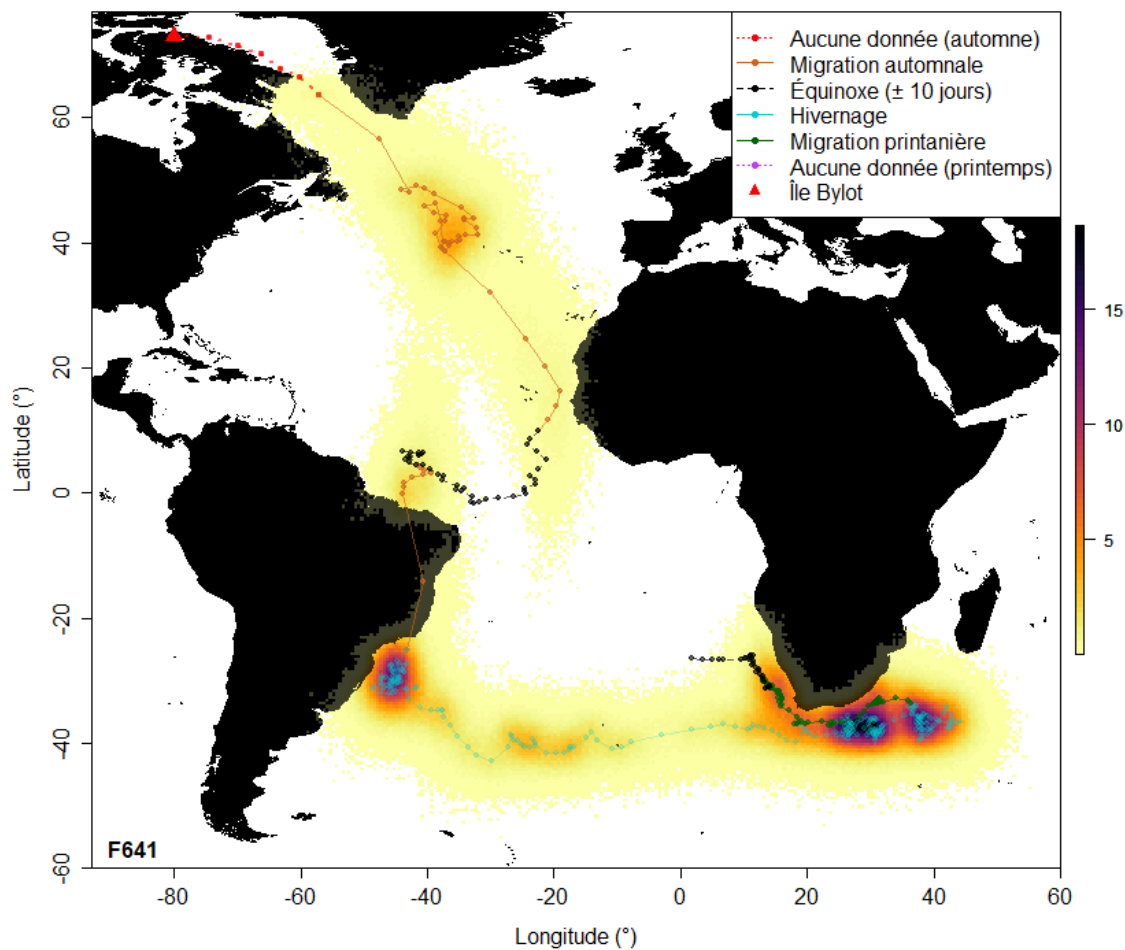 Aucune donnée (automne)
Migration automnale
Équinoxe (± 10 jours)
Hivernage
Migration printanière
Aucune donnée (printemps)
Île Bylot
60
40
20
0
-20
-40
-60
Latitude (°)
15
10
5
F641
-80 -60 -40 -20 0 20 40 60
Longitude (°)